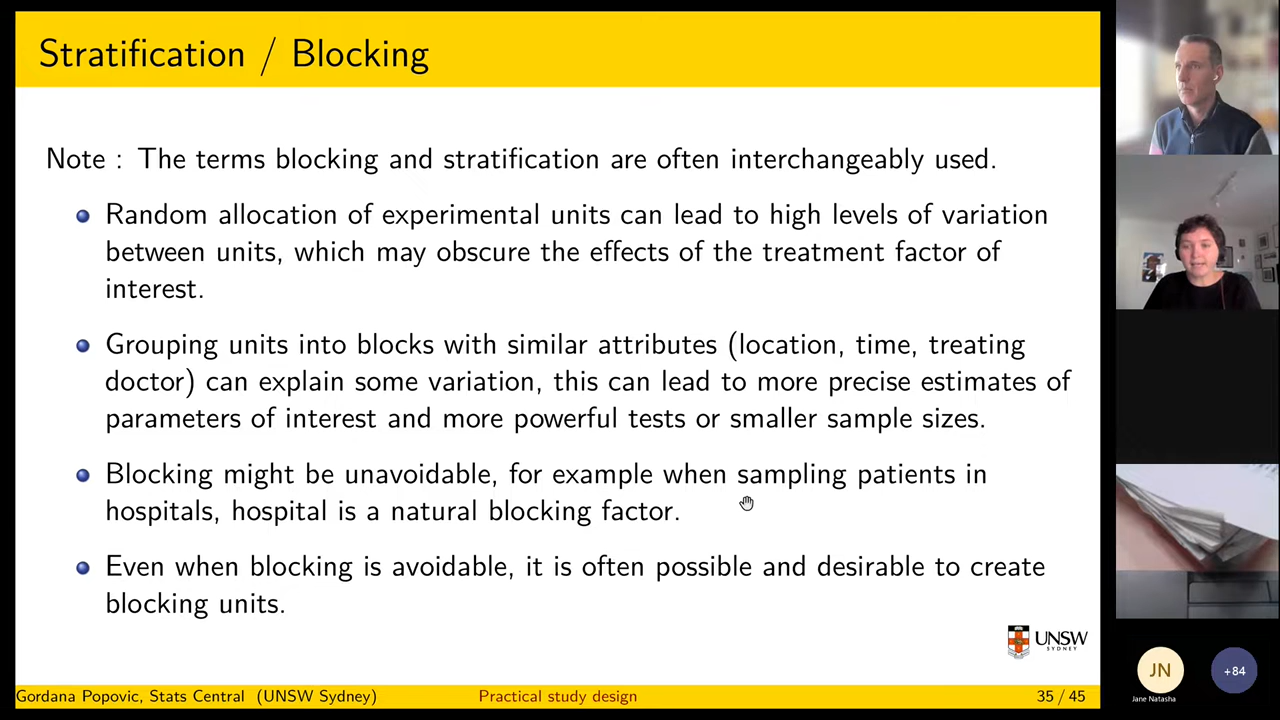 Stratification / Blocking
Note : The terms blocking and stratification are often interchangeably used.
Random allocation of experimental units can lead to high levels of variation
between units, which may obscure the effects of the treatment factor of
interest.
Grouping units into blocks with similar attributes (location, time, treating
doctor) can explain some variation, this can lead to more precise estimates of
parameters of interest and more powerful tests or smaller sample sizes.
Blocking might be unavoidable, for example when sampling patients in
hospitals, hospital is a natural blocking factor.
Even when blocking is avoidable, it is often possible and desirable to create
blocking units.
UNSW
SYDNEY
Gordana Popovic, Stats Central (UNSW Sydney)
Practical study design
35 / 45
JN
Jane Natasha
+84